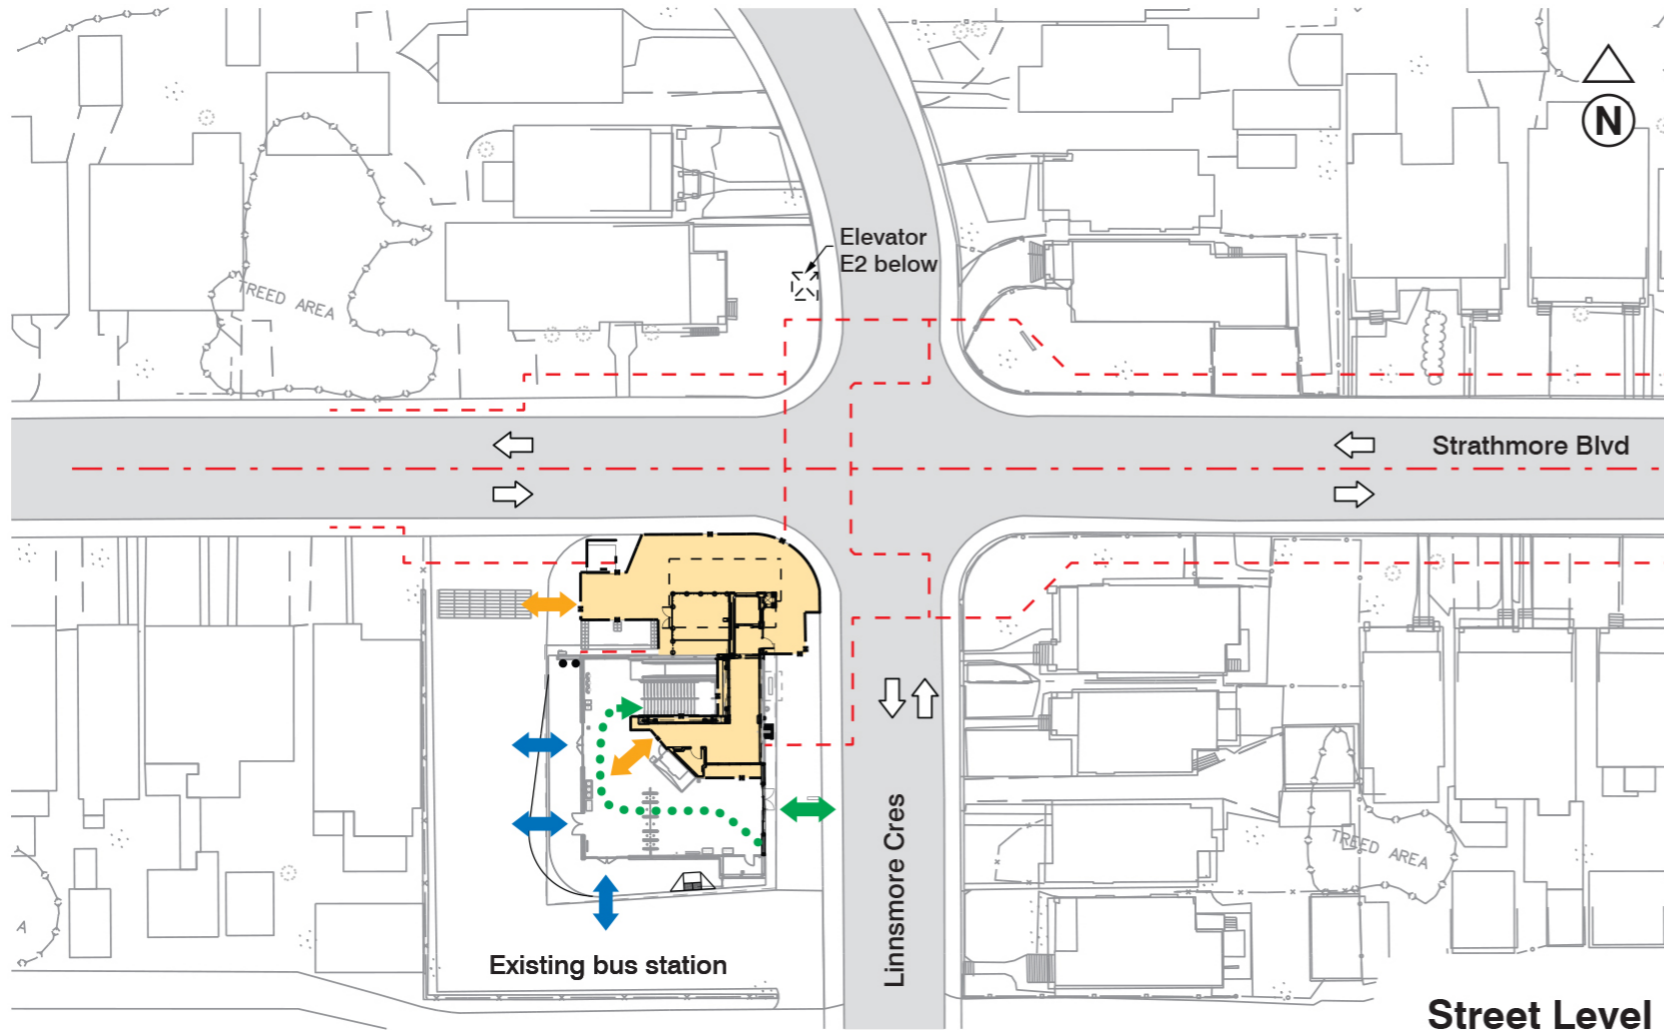 N
Elevator
E2 below
TREED AREA
Strathmore Blvd
TREED AREA
A
Linnsmore Cres
Existing bus station
Street Level